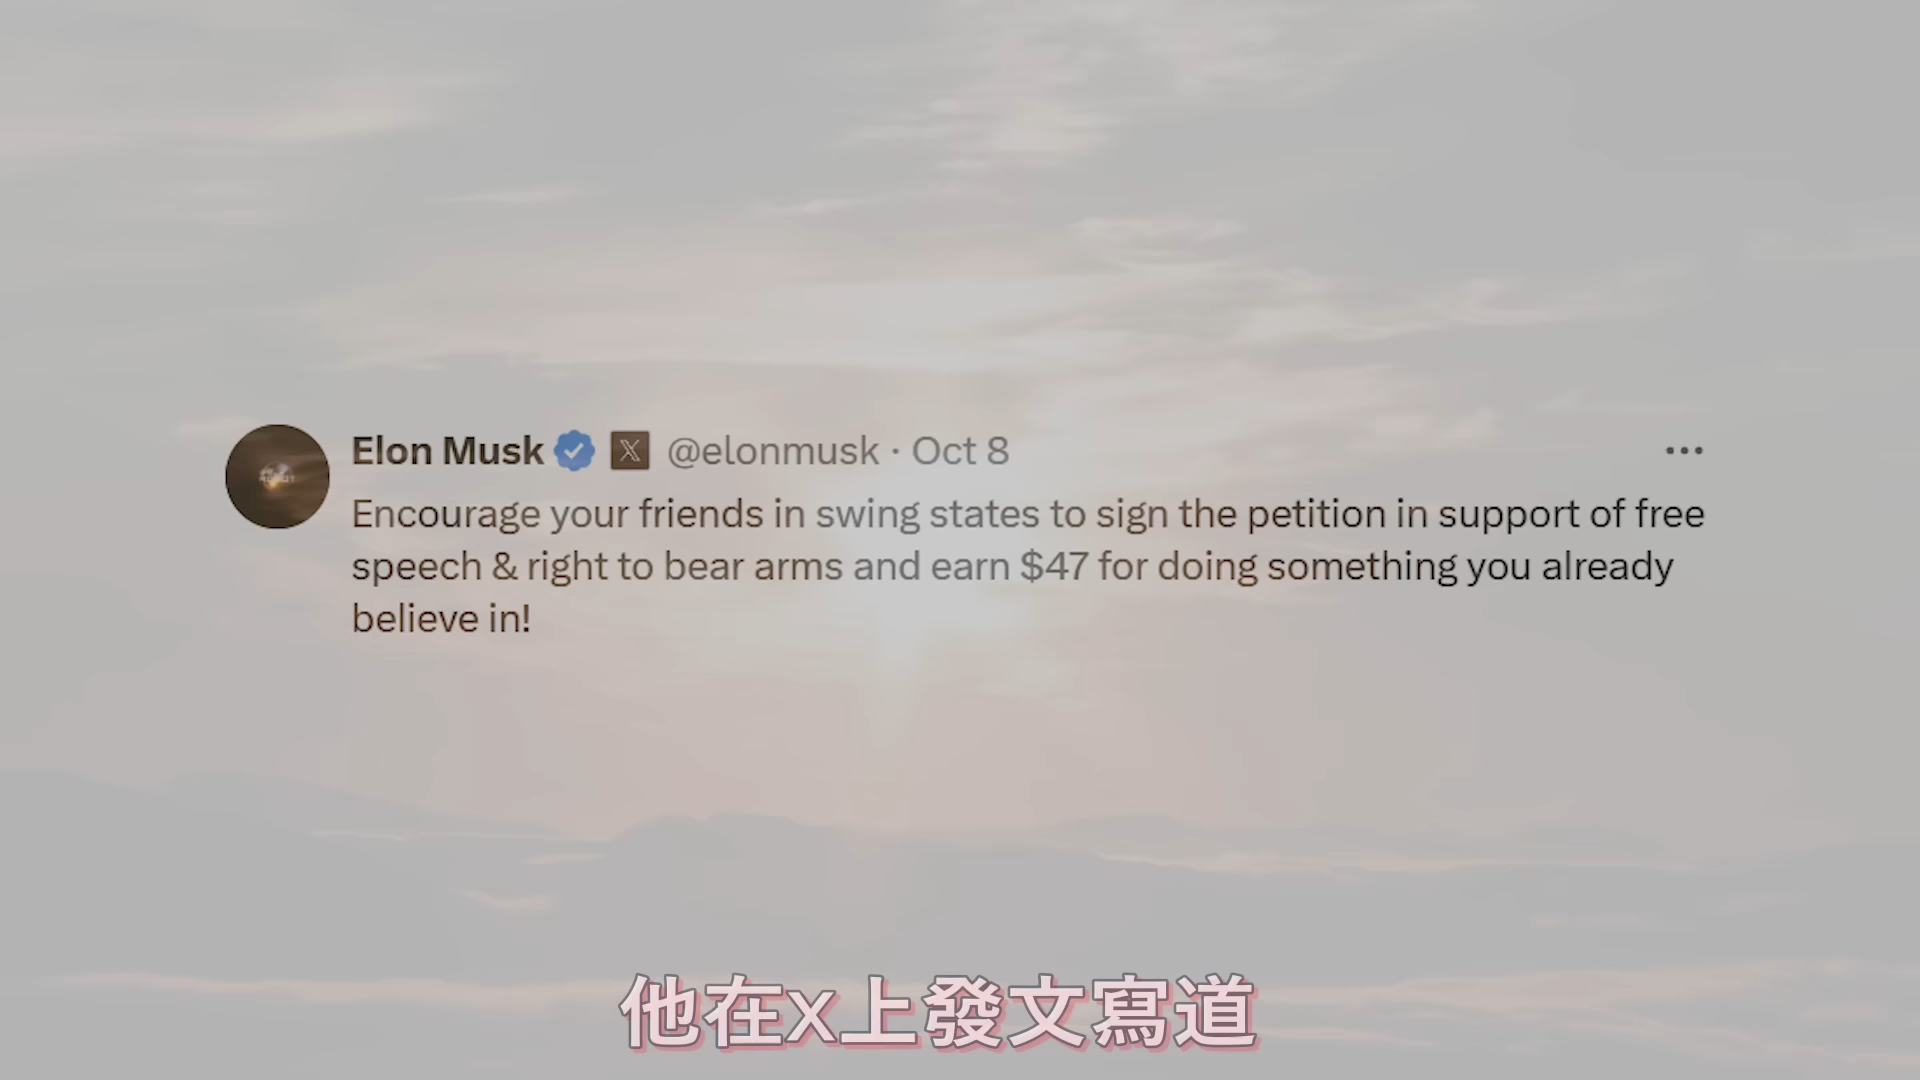 Elon Musk @elonmusk · Oct 8
Encourage your friends in swing states to sign the petition in support of free
speech & right to bear arms and earn $47 for doing something you already
believe in!
他在X上發文寫道